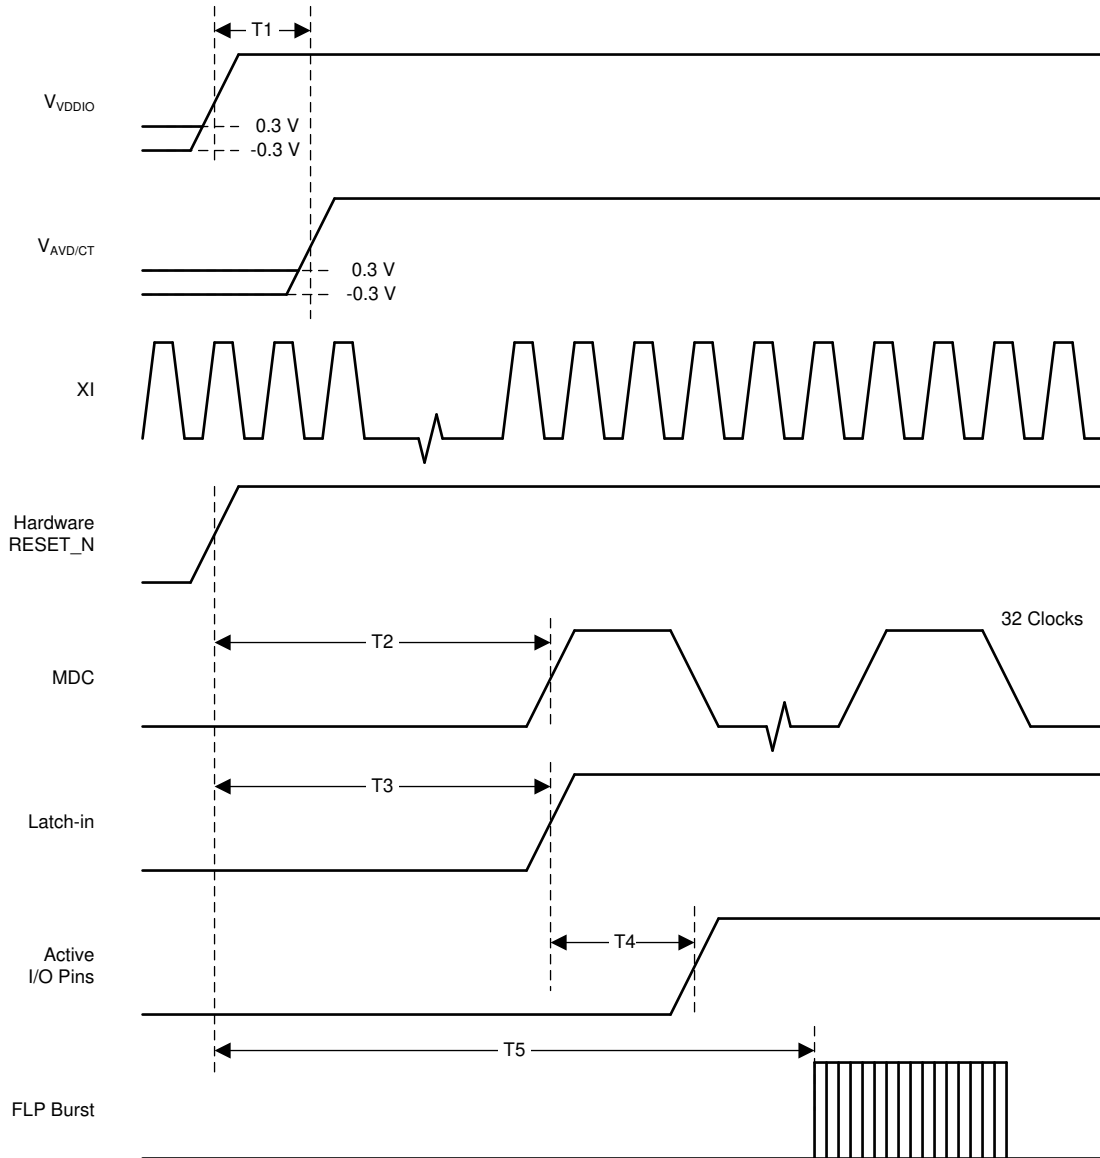 T1
VVDDIO
0.3 V
-0.3 V
VAVD/CT
0.3 V
-0.3 V
XI
Hardware
RESET_N
32 Clocks
T2
MDC
T3
Latch-in
T4
Active
I/O Pins
T5
FLP Burst